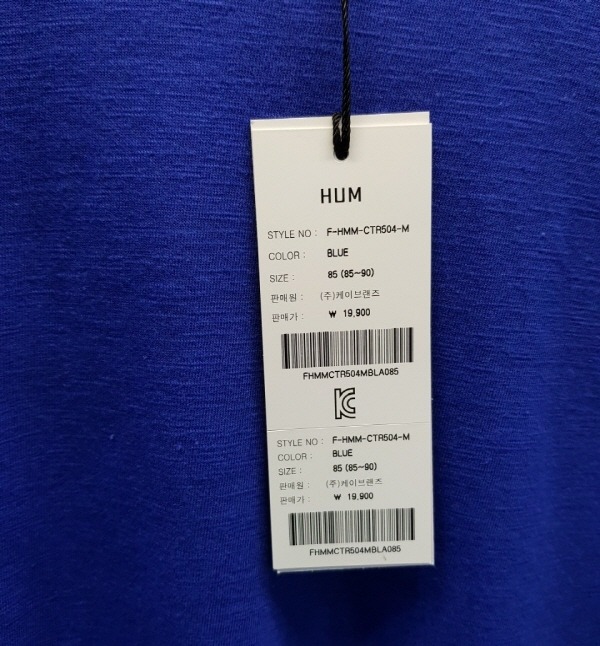 HUM
STYLE NO : F-HMM-CTR504-M
COLOR : BLUE
SIZE : 85 (85~90)
판매원 : (주)케이브랜즈
판매가 : ₩ 19,900
FHMMCTR504MBLA085
KC
STYLE NO : F-HMM-CTR504-M
COLOR : BLUE
SIZE : 85 (85~90)
판매원 : (주)케이브랜즈
판매가 : ₩ 19,900
FHMMCTR504MBLA085